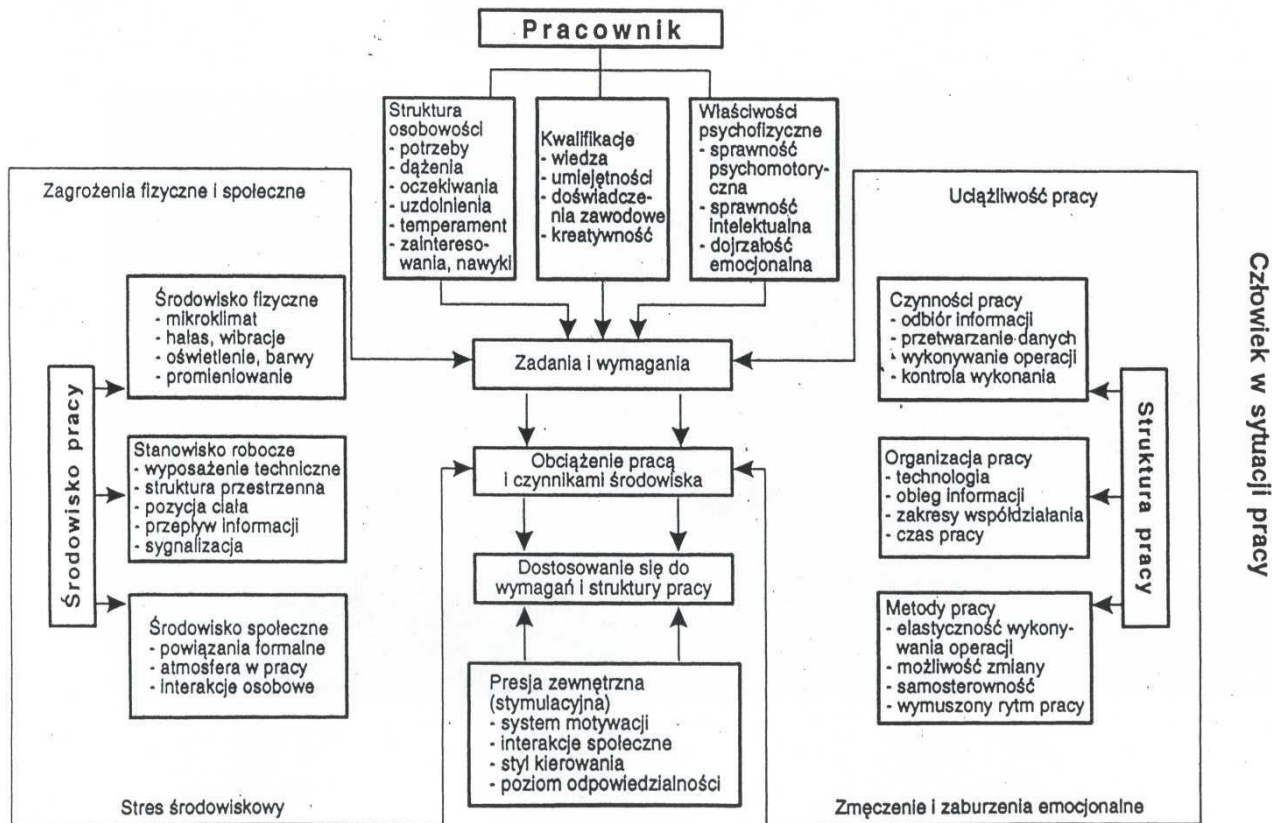 Pracownik
Struktura
osobowości
- potrzeby
- dążenia
- oczekiwania
- uzdolnienia
- temperament
- zaintereso-
wania, nawyki
Kwalifikacje
- wiedza
- umiejętności
- doświadcze-
nia zawodowe
- kreatywność
Właściwości
psychofizyczne
- sprawność
psychomotory-
czna
- sprawność
intelektualna
- dojrzałość
emocjonalna
Zagrożenia fizyczne i społeczne
Uciążliwość pracy
Środowisko pracy
Środowisko fizyczne
- mikroklimat
- hałas, wibracje
- oświetlenie, barwy
- promieniowanie
Stanowisko robocze
- wyposażenie techniczne
- struktura przestrzenna
- pozycja ciała
- przepływ informacji
- sygnalizacja
Środowisko społeczne
- powiązania formalne
- atmosfera w pracy
- interakcje osobowe
Stres środowiskowy
Zadania i wymagania
Obciążenie pracą
i czynnikami środowiska
Dostosowanie się do
wymagań i struktury pracy
Presja zewnętrzna
(stymulacyjna)
- system motywacji
- interakcje społeczne
- styl kierowania
- poziom odpowiedzialności
Czynności pracy
- odbiór informacji
- przetwarzanie danych
- wykonywanie operacji
- kontrola wykonania
Organizacja pracy
- technologia
- obieg informacji
- zakresy współdziałania
- czas pracy
Metody pracy
- elastyczność wykony-
wania operacji
- możliwość zmiany
- samosterowność
- wymuszony rytm pracy
Struktura pracy
Zmęczenie i zaburzenia emocjonalne
Człowiek w sytuacji pracy